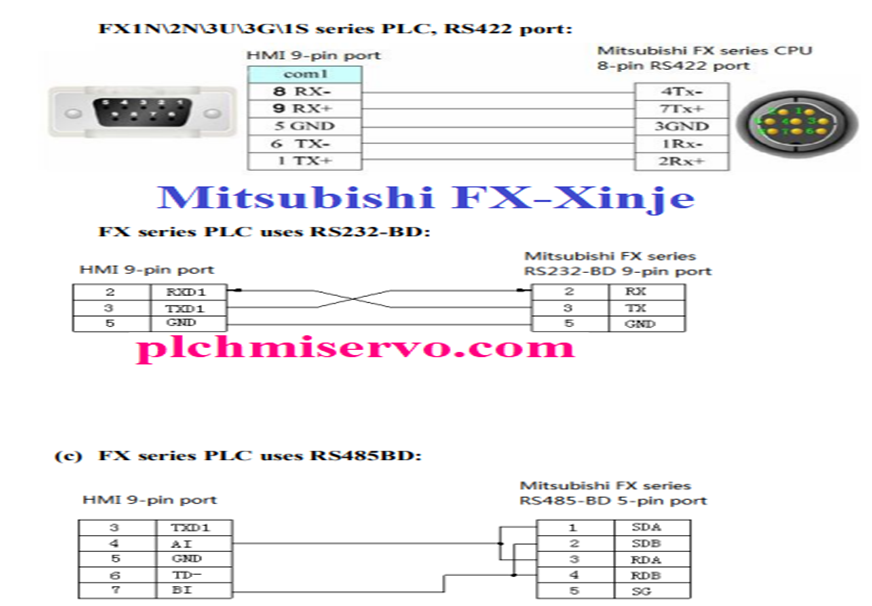 FX1N\2N\3U\3G\1S series PLC, RS422 port:
HMI 9-pin port
Mitsubishi FX series CPU
8-pin RS422 port
com1
8 RX-
9 RX+
5 GND
6 TX-
1 TX+
4Tx-
7Tx+
3GND
1Rx-
2Rx+
Mitsubishi FX-Xinje
FX series PLC uses RS232-BD:
HMI 9-pin port
Mitsubishi FX series
RS232-BD 9-pin port
2 RXD1
3 TXD1
5 GND
2 RX
3 TX
5 GND
plchmiservo.com
(c) FX series PLC uses RS485BD:
HMI 9-pin port
Mitsubishi FX series
RS485-BD 5-pin port
3 TXD1
4 AI
5 GND
6 TD-
7 BI
1 SDA
2 SDB
3 RDA
4 RDB
5 SG